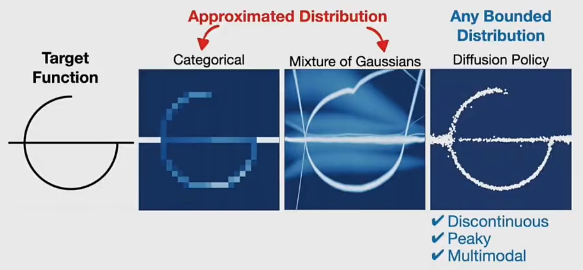 Approximated Distribution
Any Bounded
Distribution
Target
Function
Categorical
Mixture of Gaussians
Diffusion Policy
✔ Discontinuous
✔ Peaky
✔ Multimodal